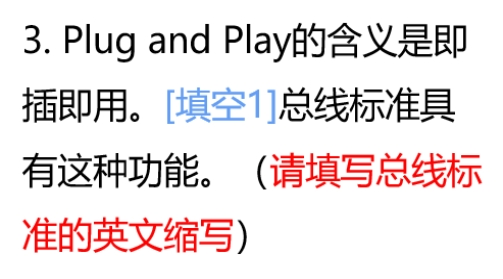 3. Plug and Play的含义是即
插即用。[填空1]总线标准具
有这种功能。（请填写总线标
准的英文缩写）